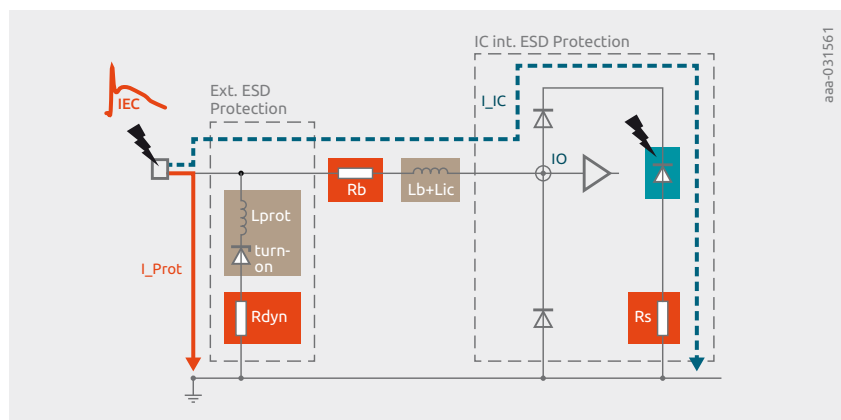 IC int. ESD Protection
aaa-031561
IEC
Ext. ESD
Protection
I_IC
IO
Rb
Lb+Lic
Lprot
turn-
on
I_Prot
Rdyn
Rs